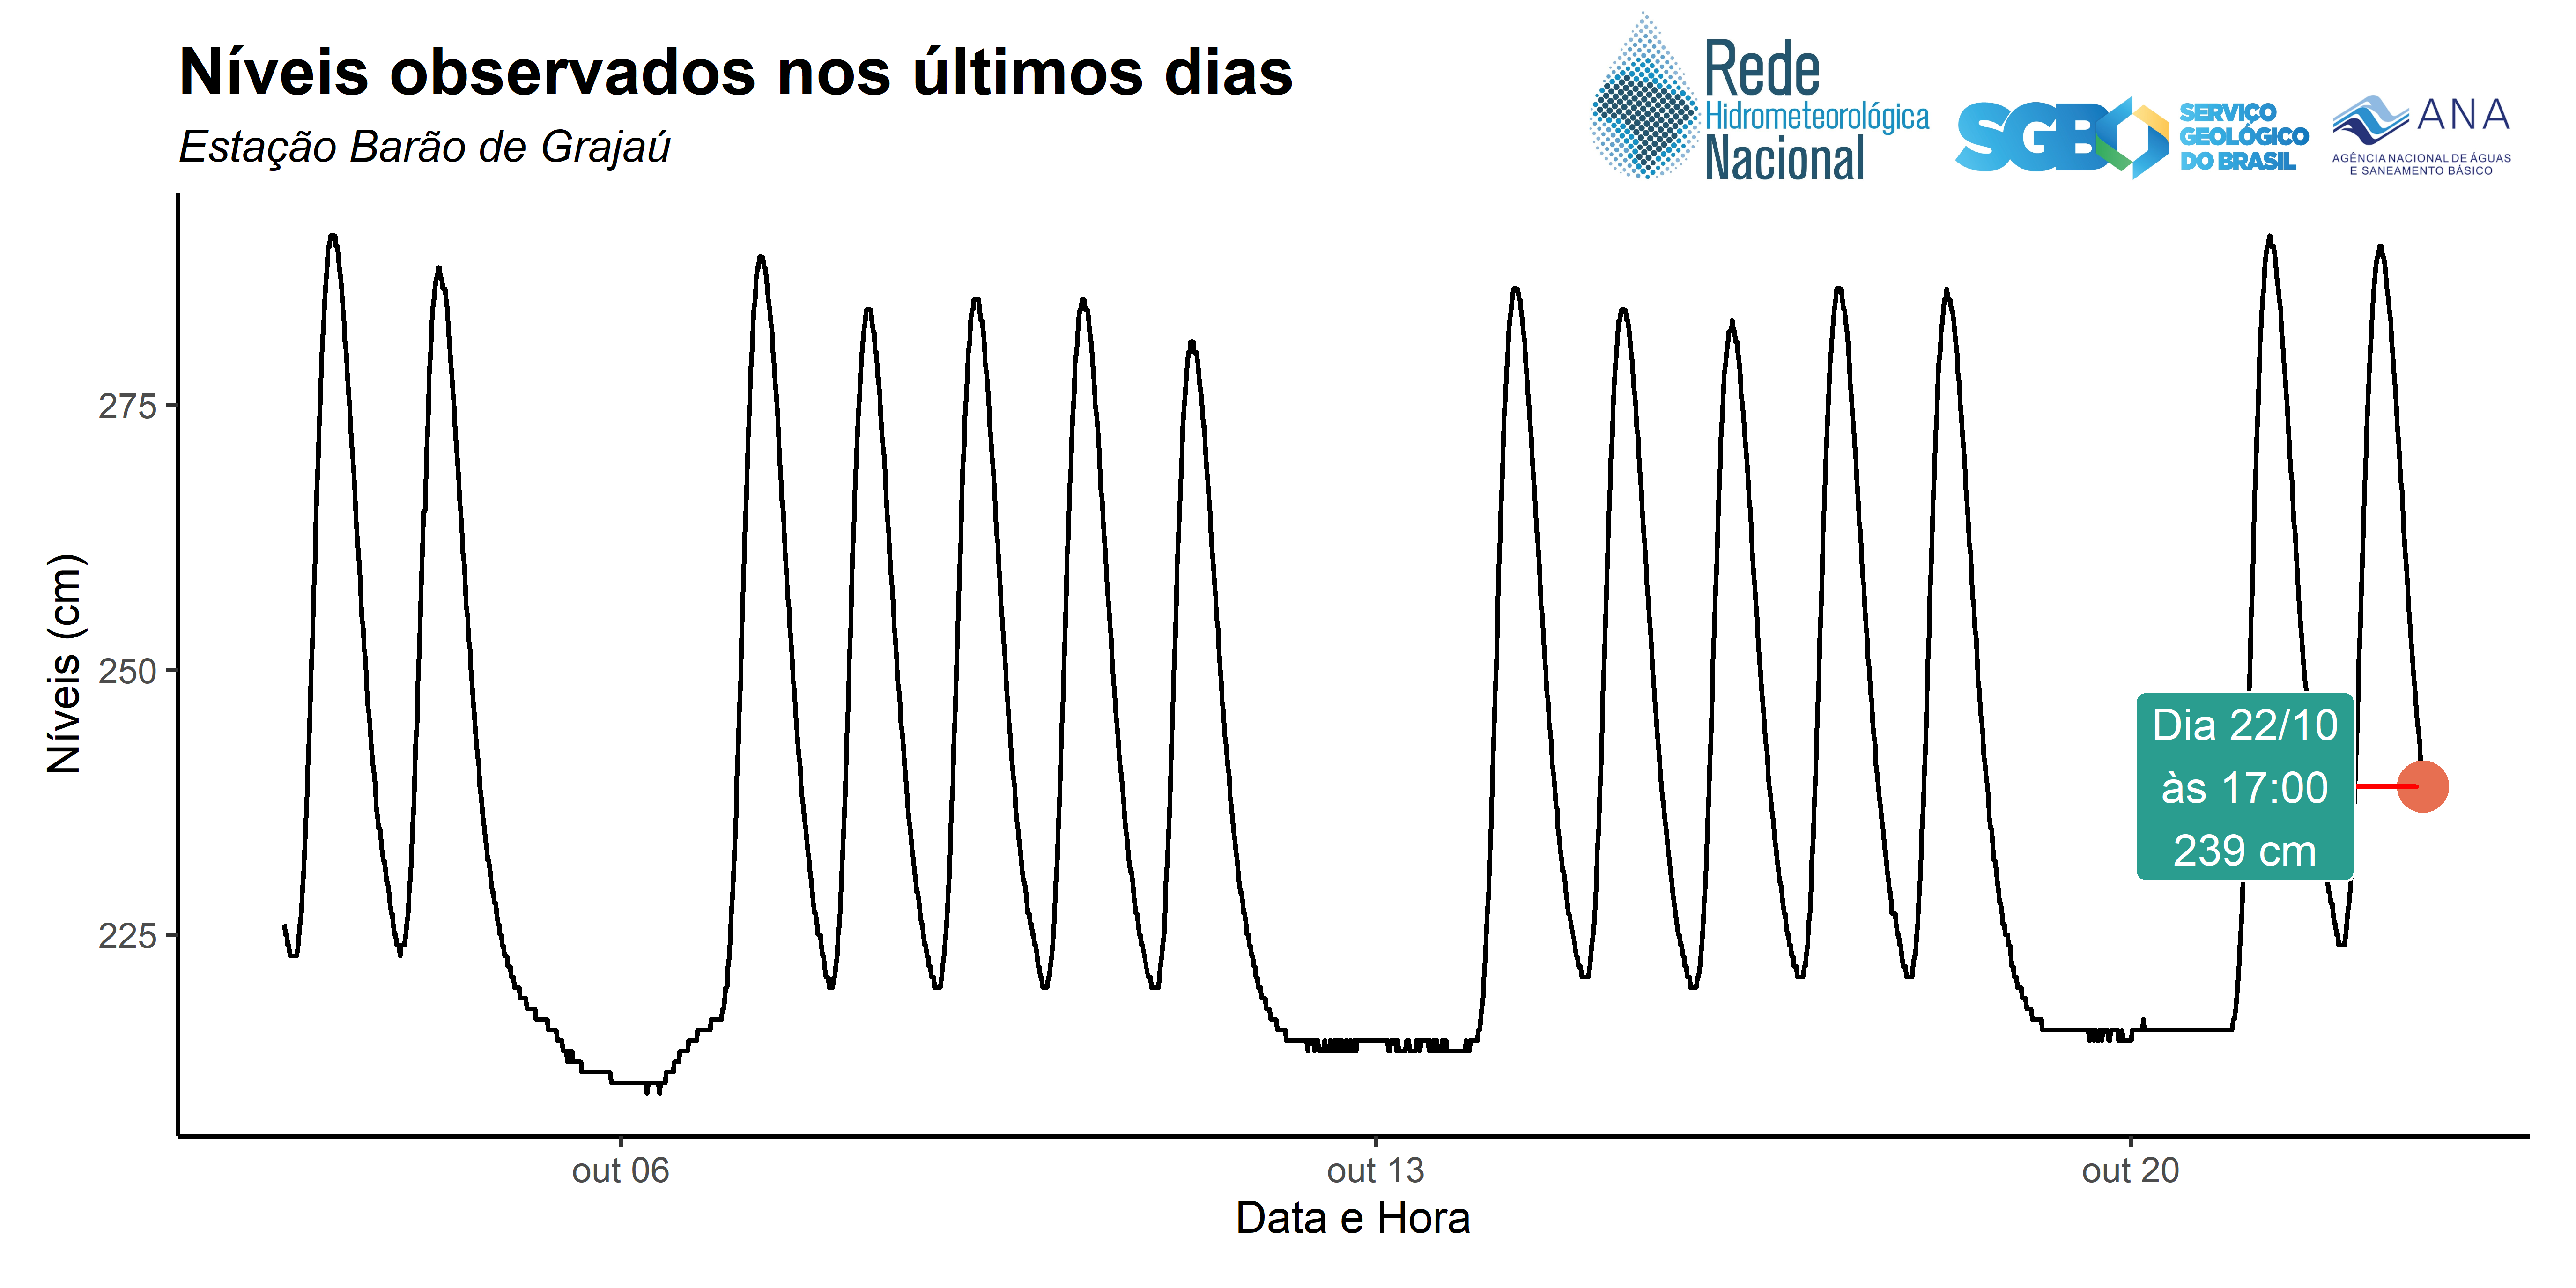 Níveis observados nos últimos dias
Estação Barão de Grajaú
Rede
Hidrometeorológica
Nacional
SGB
SERVIÇO
GEOLÓGICO
DO BRASIL
ANA
AGÊNCIA NACIONAL DE ÁGUAS
E SANEAMENTO BÁSICO
Níveis (cm)
275
250
225
Dia 22/10
às 17:00
239 cm
out 06
out 13
out 20
Data e Hora